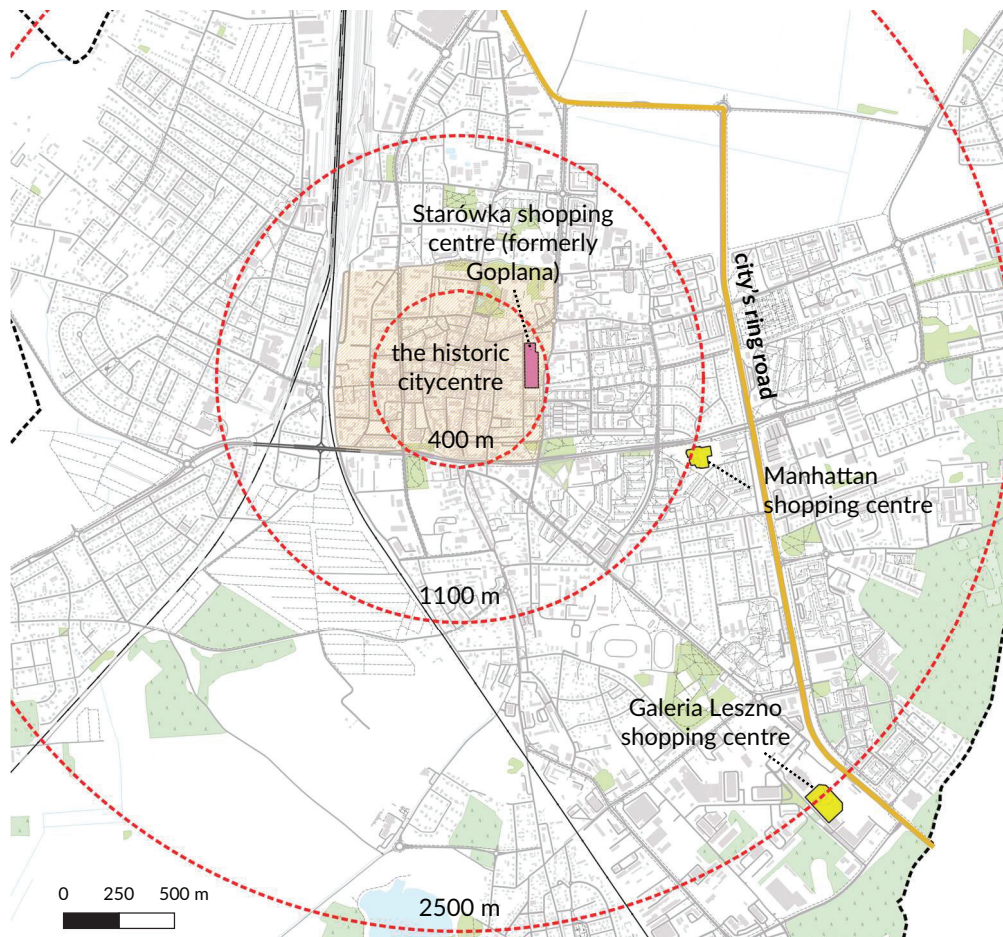 Starówka shopping
centre (formerly
Goplana)
city's ring road
the historic
citycentre
400 m
Manhattan
shopping centre
1100 m
Galeria Leszno
shopping centre
0 250 500 m
2500 m